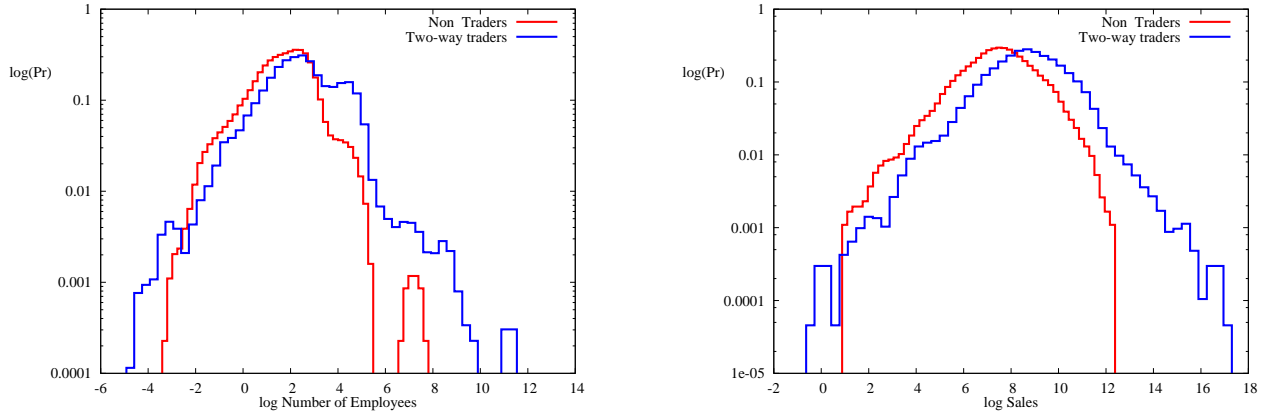 1
0.1
0.01
0.001
0.0001
-6 -4 -2 0 2 4 6 8 10 12 14
log(Pr)
log Number of Employees
Non Traders
Two-way traders
1
0.1
0.01
0.001
0.0001
1e-05
-2 0 2 4 6 8 10 12 14 16 18
log(Pr)
log Sales
Non Traders
Two-way traders